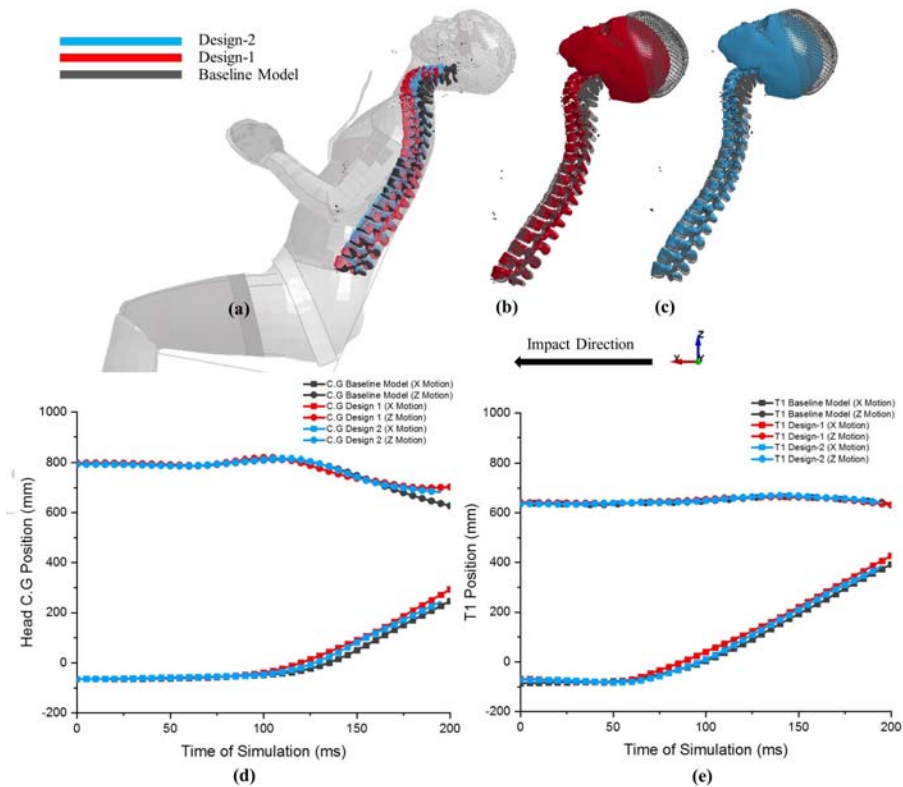 Design-2
Design-1
Baseline Model
(a)
(b)
(c)
Impact Direction
Z
X
Y
C.G Baseline Model (X Motion)
C.G Baseline Model (Z Motion)
C.G Design 1 (X Motion)
C.G Design 1 (Z Motion)
C.G Design 2 (X Motion)
C.G Design 2 (Z Motion)
Head C.G Position (mm)
1000
800
600
400
200
0
-200
0
50
100
150
200
Time of Simulation (ms)
(d)
T1 Baseline Model (X Motion)
T1 Baseline Model (Z Motion)
T1 Design-1 (X Motion)
T1 Design-1 (Z Motion)
T1 Design-2 (X Motion)
T1 Design-2 (Z Motion)
T1 Position (mm)
1000
800
600
400
200
0
-200
0
50
100
150
200
Time of Simulation (ms)
(e)